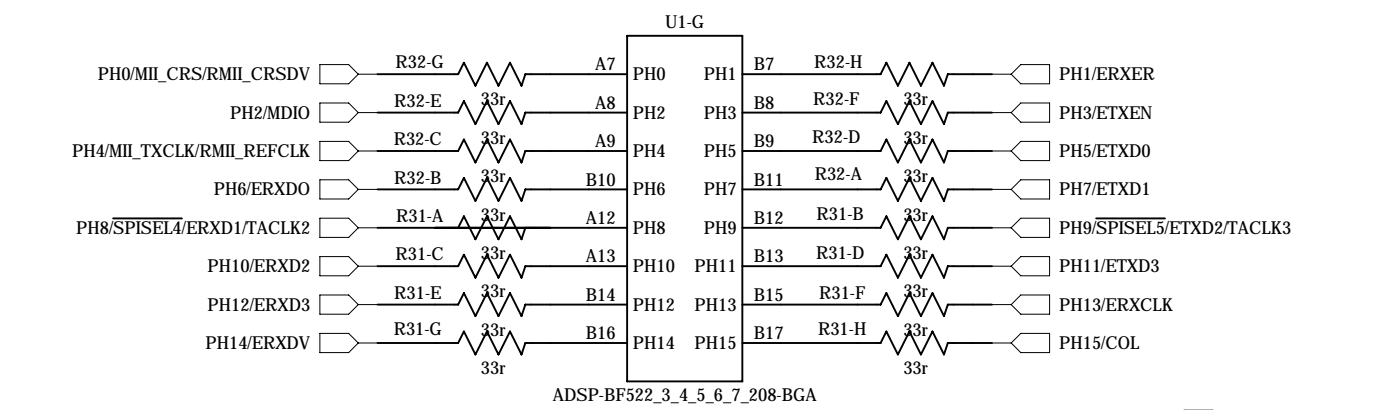 U1-G
PH0/MII_CRS/RMII_CRSDV R32-G A7 PH0 PH1 B7 R32-H PH1/ERXER
33r 33r
PH2/MDIO R32-E A8 PH2 PH3 B8 R32-F PH3/ETXEN
33r 33r
PH4/MII_TXCLK/RMII_REFCLK R32-C A9 PH4 PH5 B9 R32-D PH5/ETXD0
33r 33r
PH6/ERXDO R32-B B10 PH6 PH7 B11 R32-A PH7/ETXD1
33r 33r
PH8/SPISEL4/ERXD1/TACLK2 R31-A A12 PH8 PH9 B12 R31-B PH9/SPISEL5/ETXD2/TACLK3
33r 33r
PH10/ERXD2 R31-C A13 PH10 PH11 B13 R31-D PH11/ETXD3
33r 33r
PH12/ERXD3 R31-E B14 PH12 PH13 B15 R31-F PH13/ERXCLK
33r 33r
PH14/ERXDV R31-G B16 PH14 PH15 B17 R31-H PH15/COL
33r 33r
ADSP-BF522_3_4_5_6_7_208-BGA